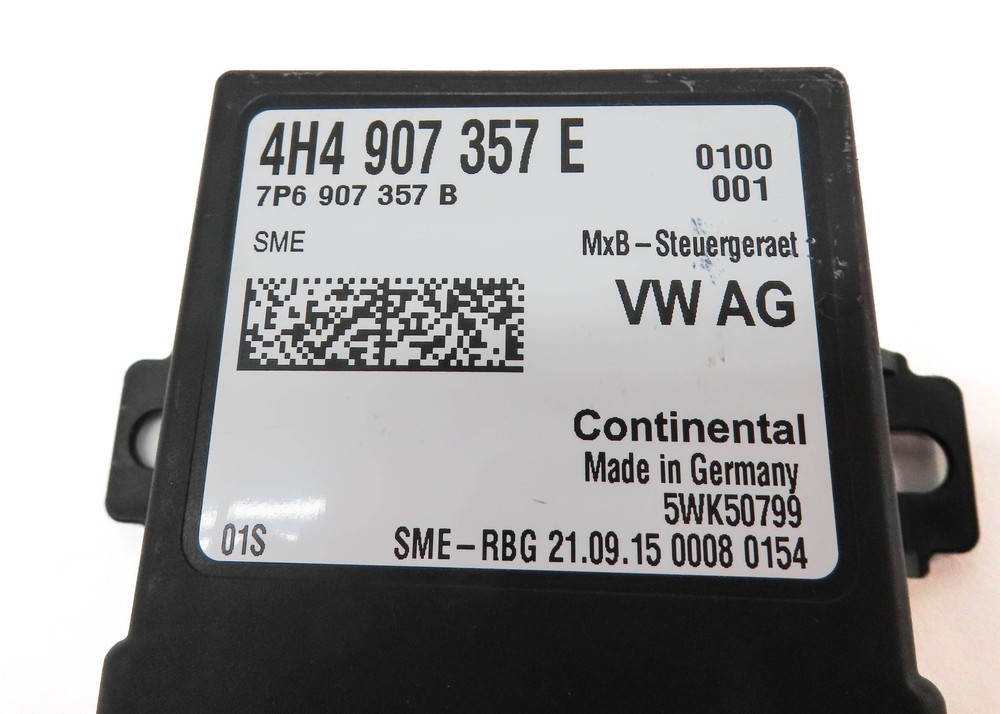 4H4 907 357 E
0100
7P6 907 357 B
001
SME
MxB-Steuergeraet
VW AG
Continental
Made in Germany
5WK50799
01S
SME-RBG 21.09.15 0008 0154